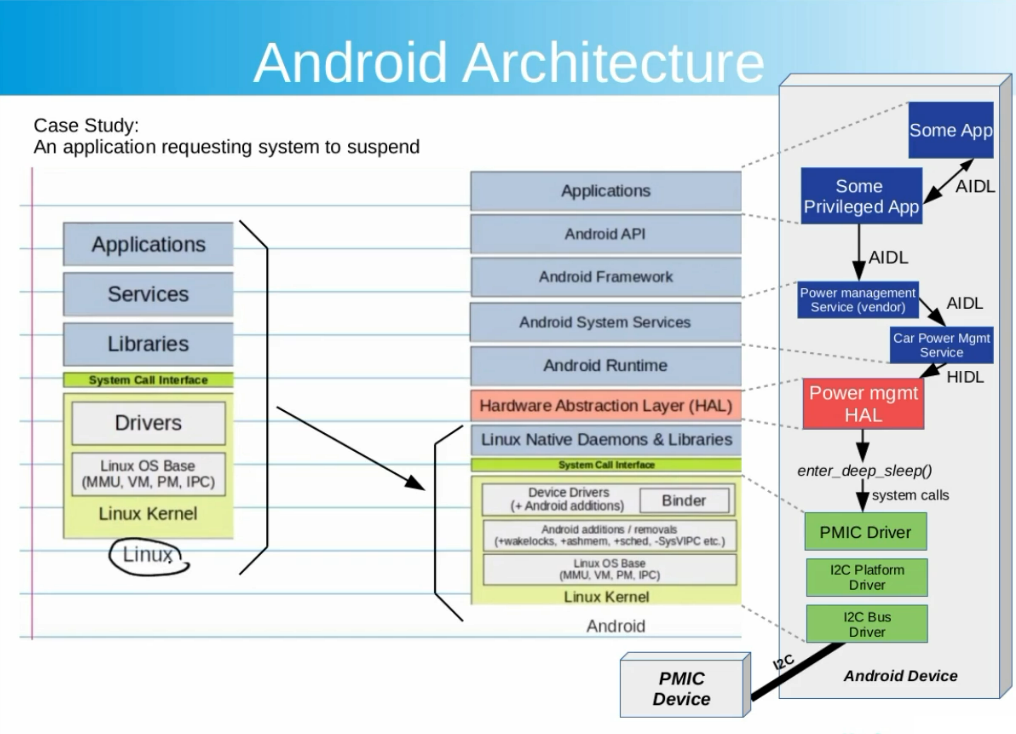 Android Architecture
Case Study:
An application requesting system to suspend
Applications
Services
Libraries
System Call Interface
Drivers
Linux OS Base
(MMU, VM, PM, IPC)
Linux Kernel
Linux
Applications
Android API
Android Framework
Android System Services
Android Runtime
Hardware Abstraction Layer (HAL)
Linux Native Daemons & Libraries
System Call Interface
Device Drivers
(+ Android additions)
Binder
Android additions / removals
(+wakelocks, +ashmem, +sched, -SysVIPC etc.)
Linux OS Base
(MMU, VM, PM, IPC)
Linux Kernel
Android
Some App
AIDL
Some
Privileged App
AIDL
Power management
Service (vendor)
AIDL
Car Power Mgmt
Service
HIDL
Power mgmt
HAL
enter_deep_sleep()
system calls
PMIC Driver
I2C Platform
Driver
I2C Bus
Driver
I2C
PMIC
Device
Android Device